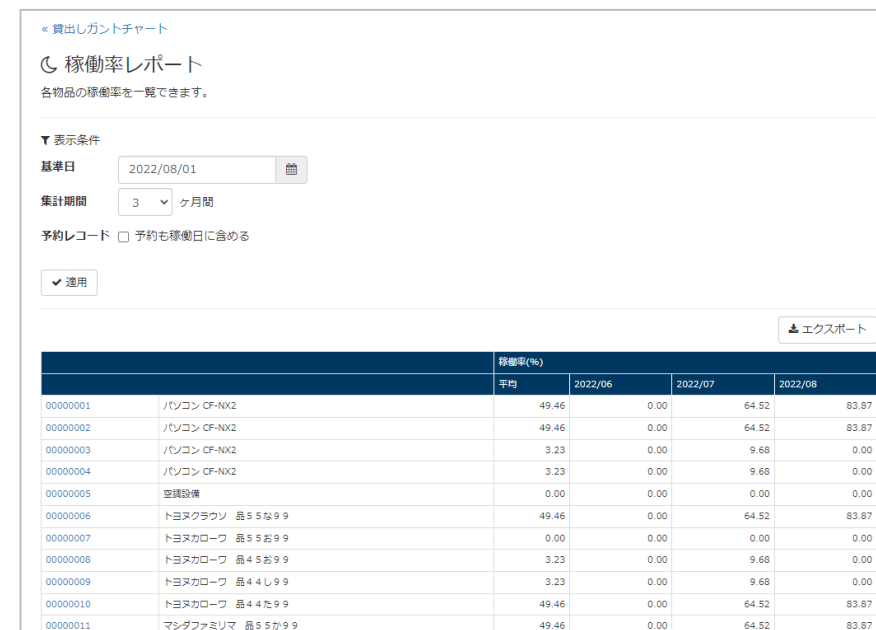 « 貸出しガントチャート
稼働率レポート
各物品の稼働率を一覧できます。
表示条件
基準日 2022/08/01
集計期間 3 ヶ月間
予約レコード 予約も稼働日に含める
適用
エクスポート
稼働率(%)
平均 2022/06 2022/07 2022/08
00000001 パソコン CF-NX2 49.46 0.00 64.52 83.87
00000002 パソコン CF-NX2 49.46 0.00 64.52 83.87
00000003 パソコン CF-NX2 3.23 0.00 9.68 0.00
00000004 パソコン CF-NX2 3.23 0.00 9.68 0.00
00000005 空調設備 0.00 0.00 0.00 0.00
00000006 トヨヌクラウソ 品５５な９９ 49.46 0.00 64.52 83.87
00000007 トヨヌカローワ 品５５お９９ 0.00 0.00 0.00 0.00
00000008 トヨヌカローワ 品４５お９９ 3.23 0.00 9.68 0.00
00000009 トヨヌカローワ 品４４し９９ 3.23 0.00 9.68 0.00
00000010 トヨヌカローワ 品４４た９９ 49.46 0.00 64.52 83.87
00000011 マシダファミリマ 品５５か９９ 49.46 0.00 64.52 83.87